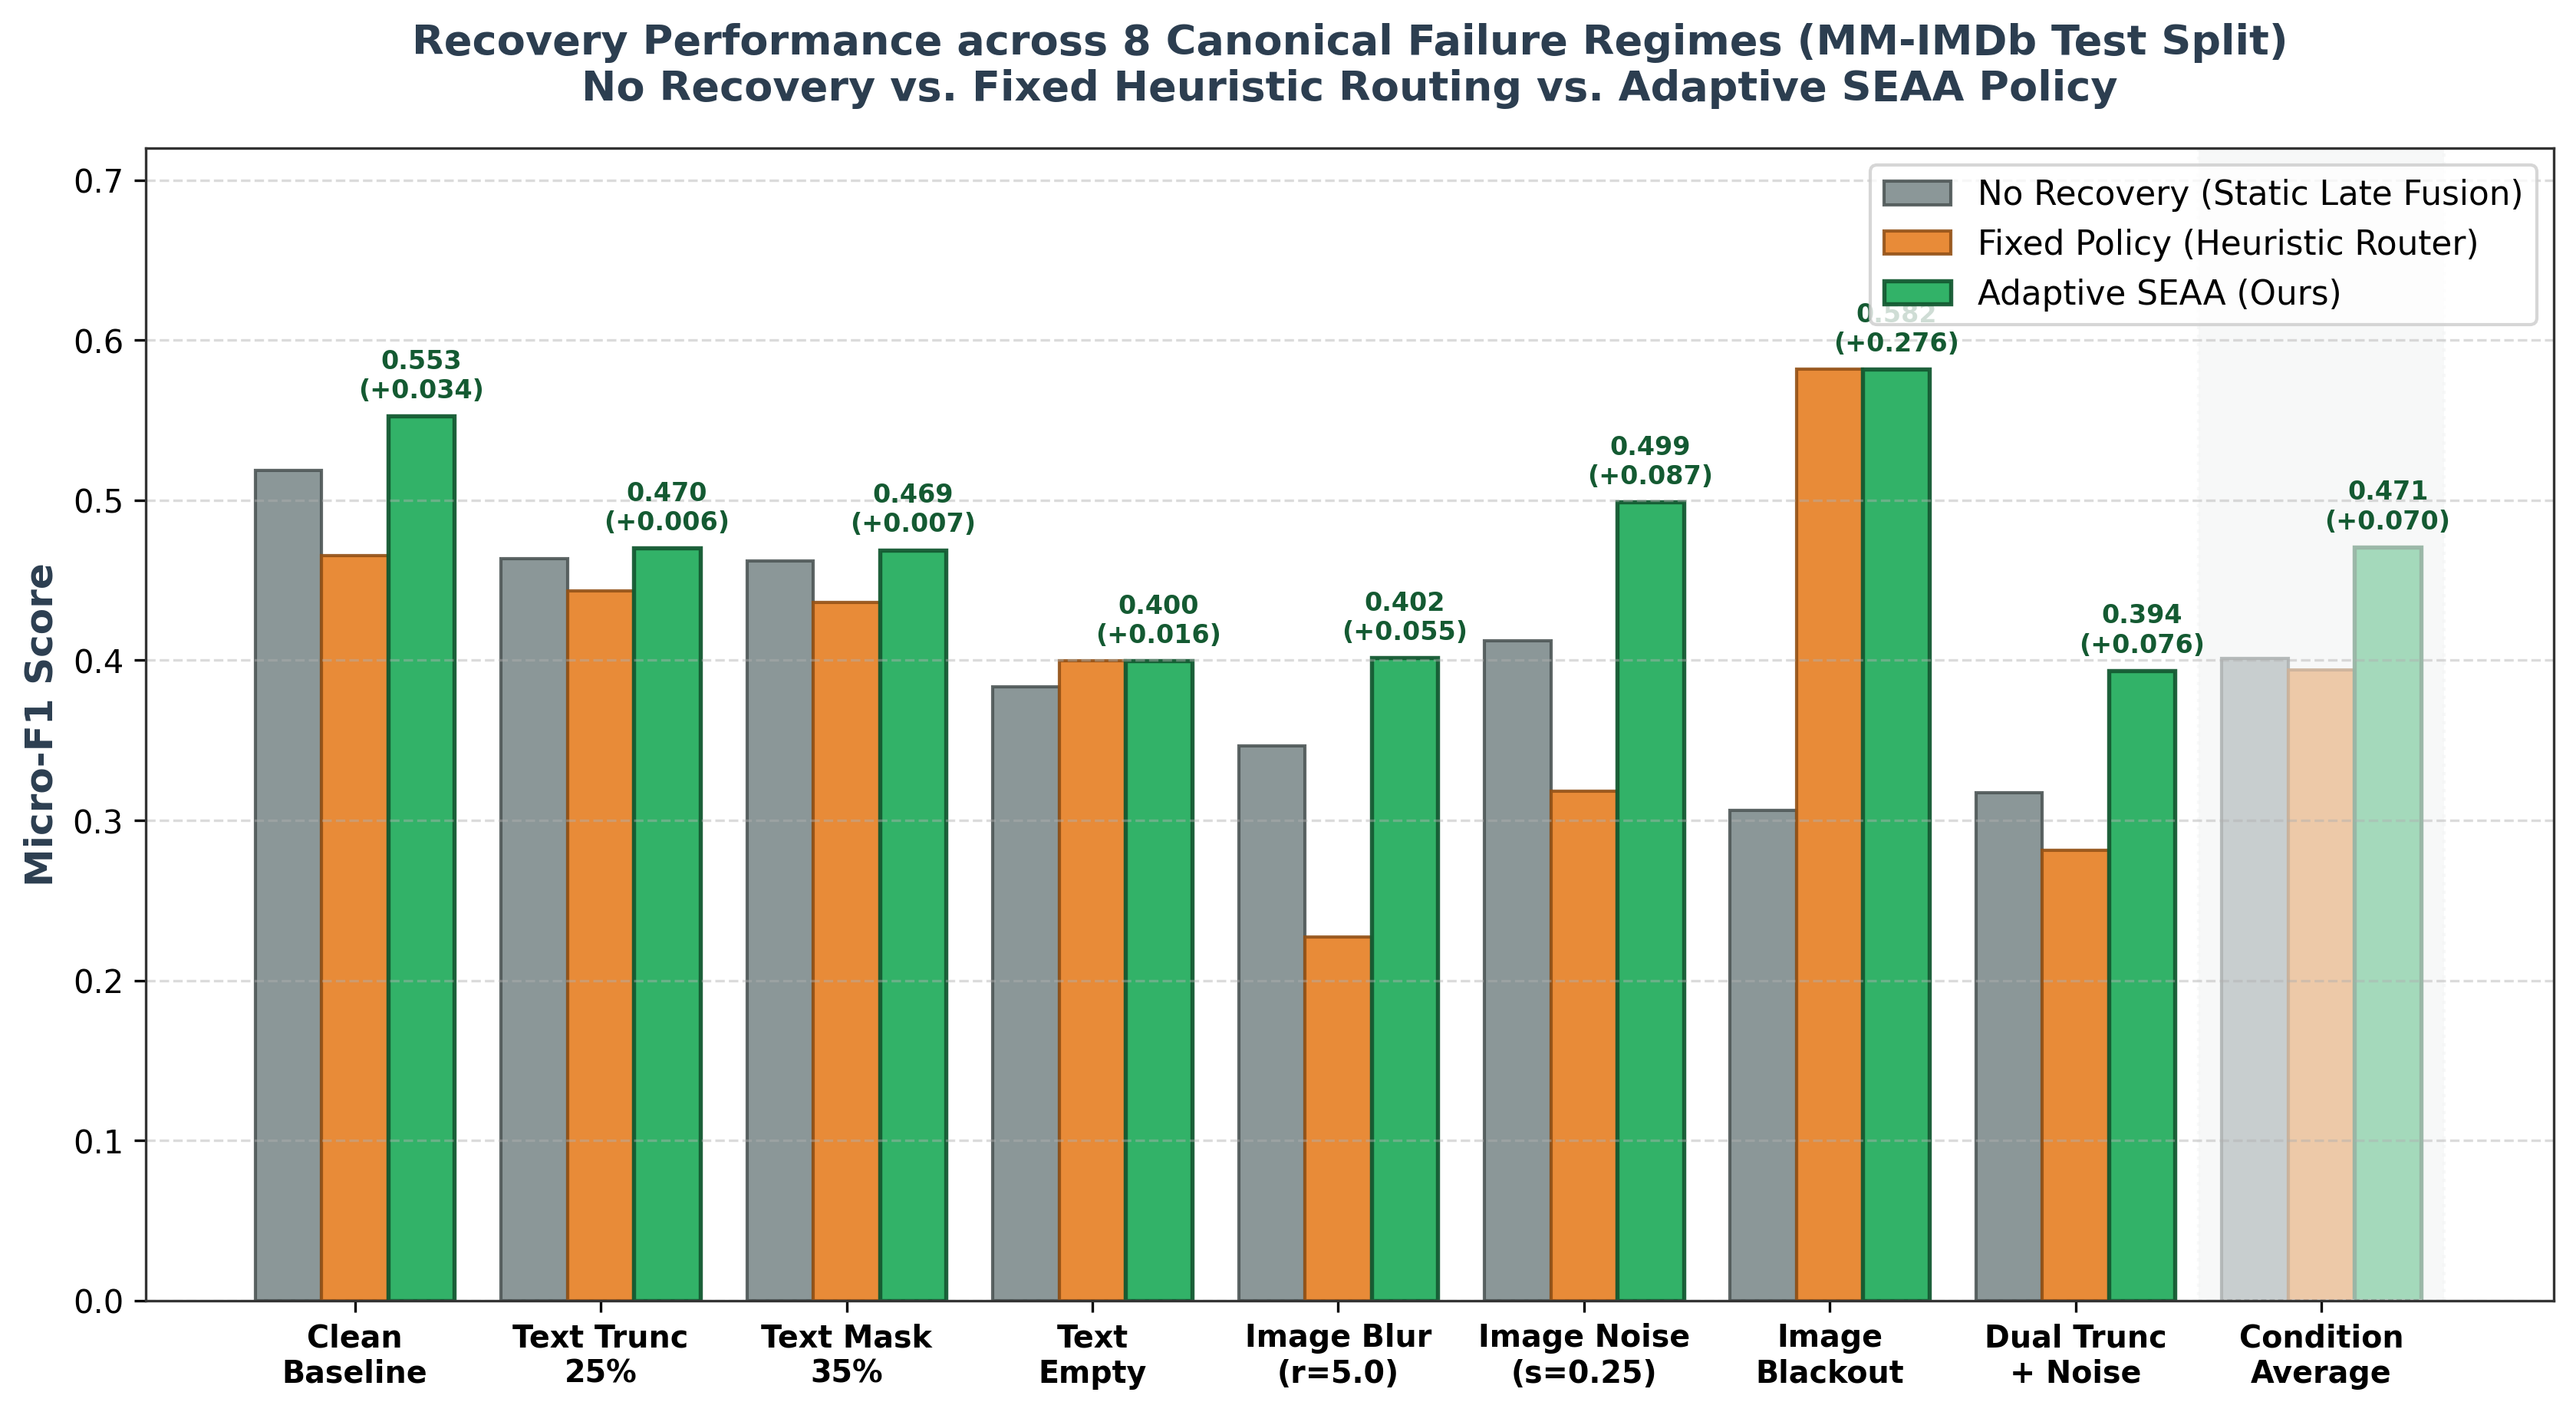 Recovery Performance across 8 Canonical Failure Regimes (MM-IMDb Test Split)
No Recovery vs. Fixed Heuristic Routing vs. Adaptive SEAA Policy
No Recovery (Static Late Fusion)
Fixed Policy (Heuristic Router)
Adaptive SEAA (Ours)
Micro-F1 Score
0.7
0.6
0.5
0.4
0.3
0.2
0.1
0.0
0.553
(+0.034)
0.470
(+0.006)
0.469
(+0.007)
0.400
(+0.016)
0.402
(+0.055)
0.499
(+0.087)
0.582
(+0.276)
0.394
(+0.076)
0.471
(+0.070)
Clean
Baseline
Text Trunc
25%
Text Mask
35%
Text
Empty
Image Blur
(r=5.0)
Image Noise
(s=0.25)
Image
Blackout
Dual Trunc
+ Noise
Condition
Average